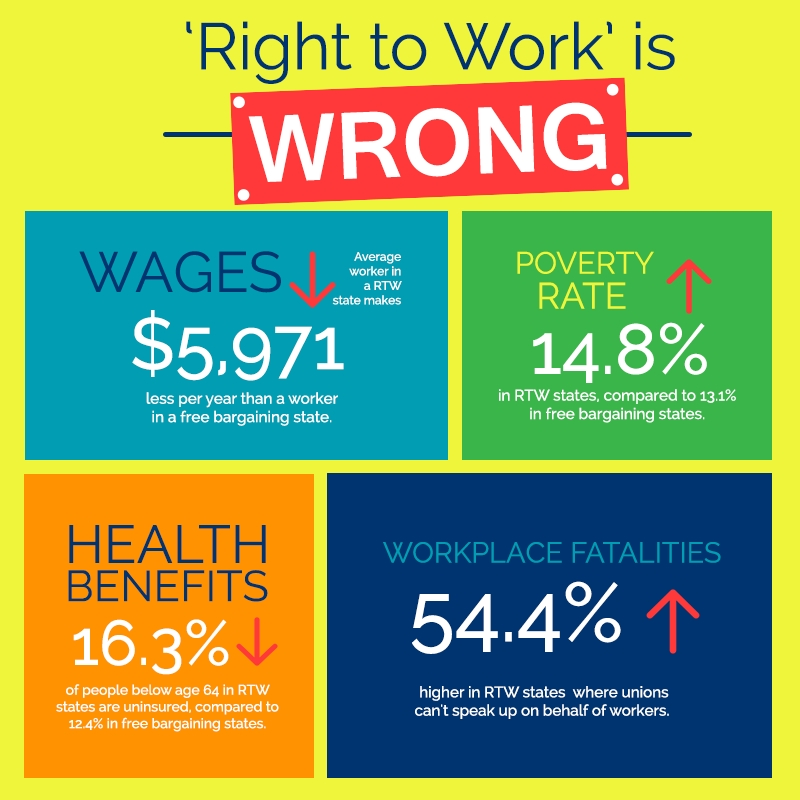 ‘Right to Work’ is
WRONG
WAGES
Average
worker in
a RTW
state makes
$5,971
less per year than a worker
in a free bargaining state.
POVERTY
RATE
14.8%
in RTW states, compared to 13.1%
in free bargaining states.
HEALTH
BENEFITS
16.3%
of people below age 64 in RTW
states are uninsured, compared to
12.4% in free bargaining states.
WORKPLACE FATALITIES
54.4%
higher in RTW states where unions
can't speak up on behalf of workers.